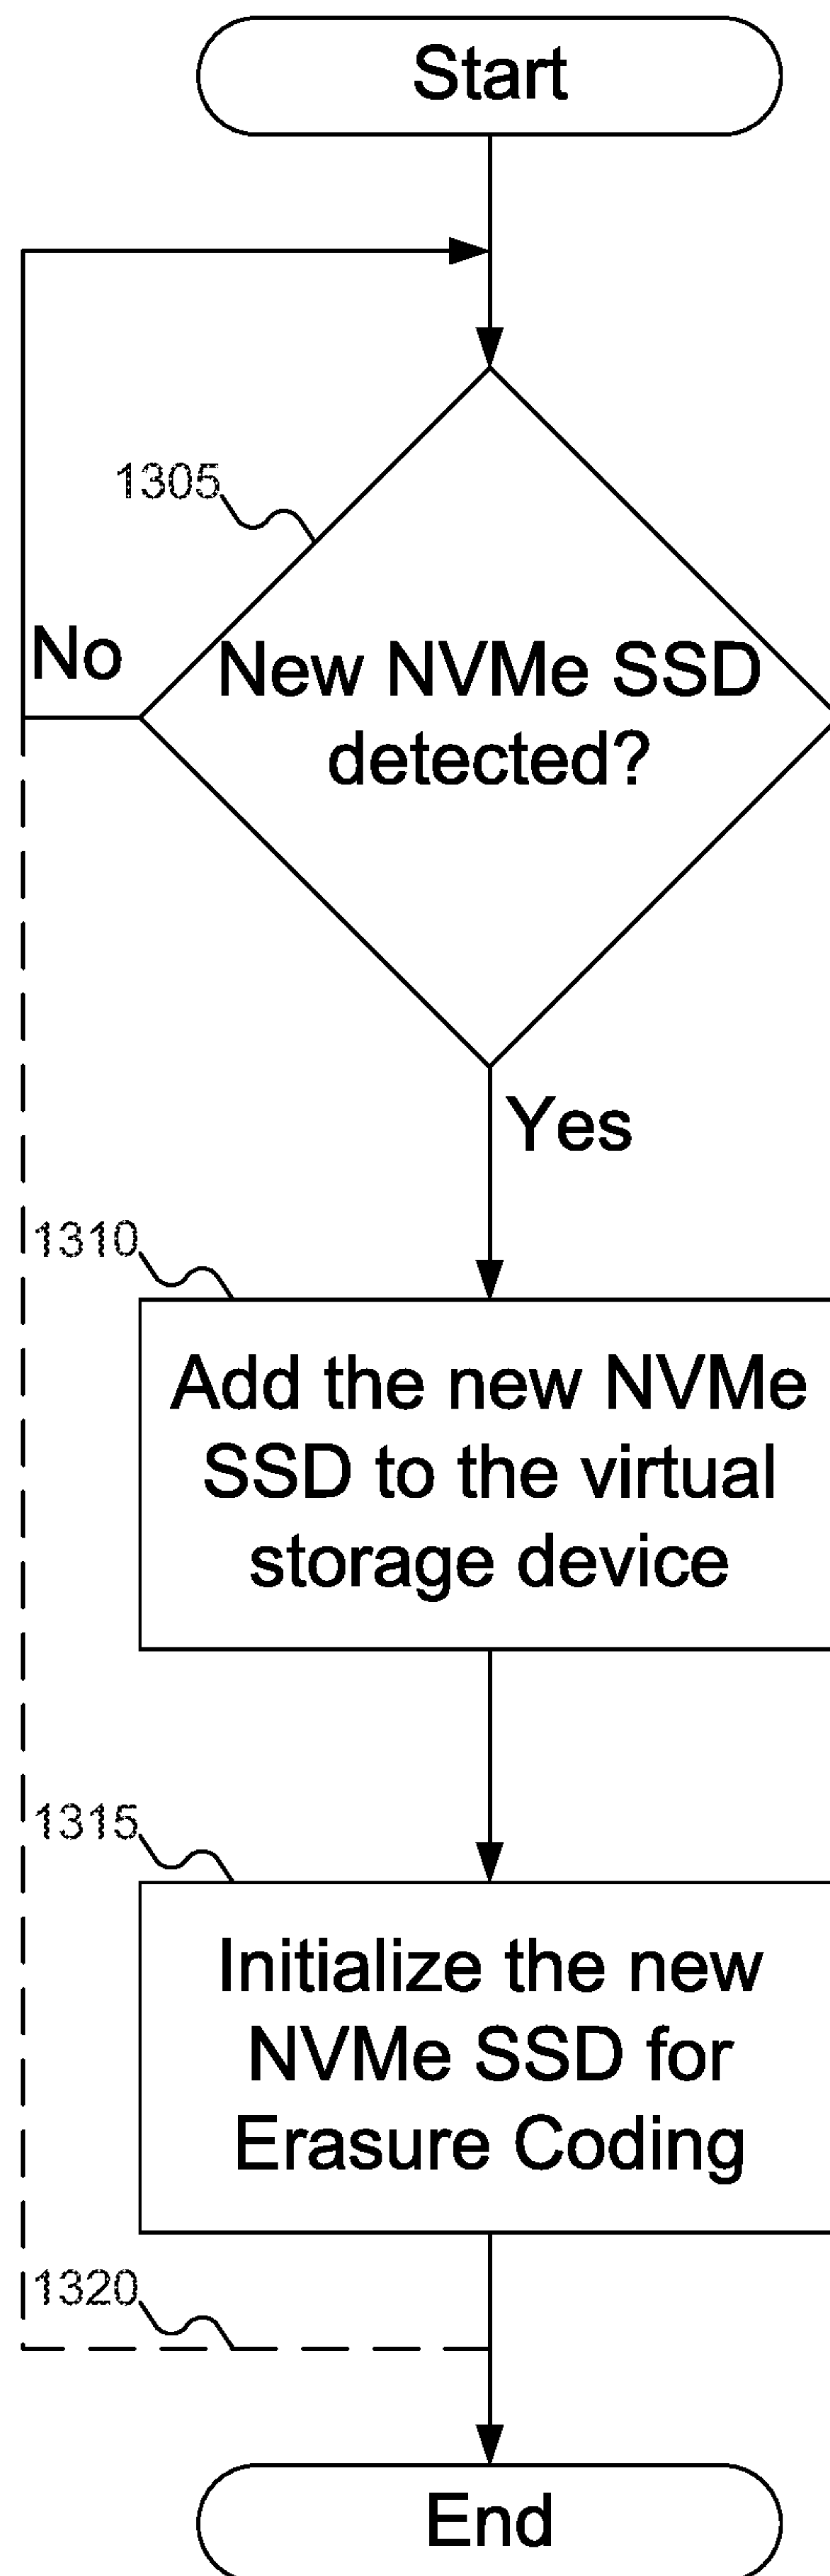 Start
1305
No
New NVMe SSD
detected?
Yes
1310
Add the new NVMe
SSD to the virtual
storage device
1315
Initialize the new
NVMe SSD for
Erasure Coding
1320
End